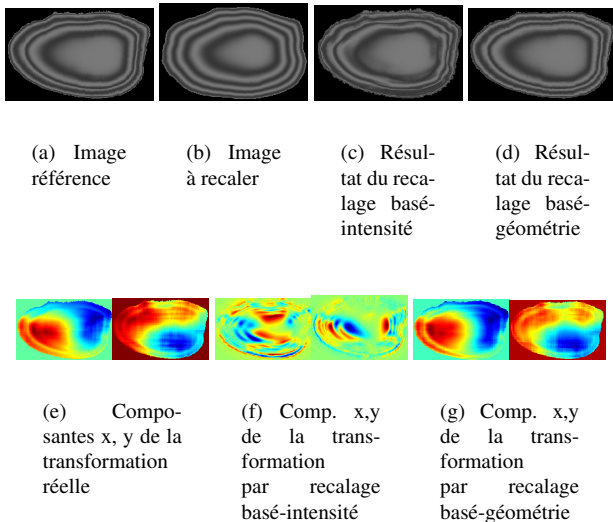 (a) Image
référence
(b) Image
à recaler
(c) Résul-
tat du reca-
lage basé-
intensité
(d) Résul-
tat du reca-
lage basé-
géométrie
(e) Compo-
santes x, y de la
transformation
réelle
(f) Comp. x,y
de la trans-
formation
par recalage
basé-intensité
(g) Comp. x,y
de la trans-
formation
par recalage
basé-géométrie